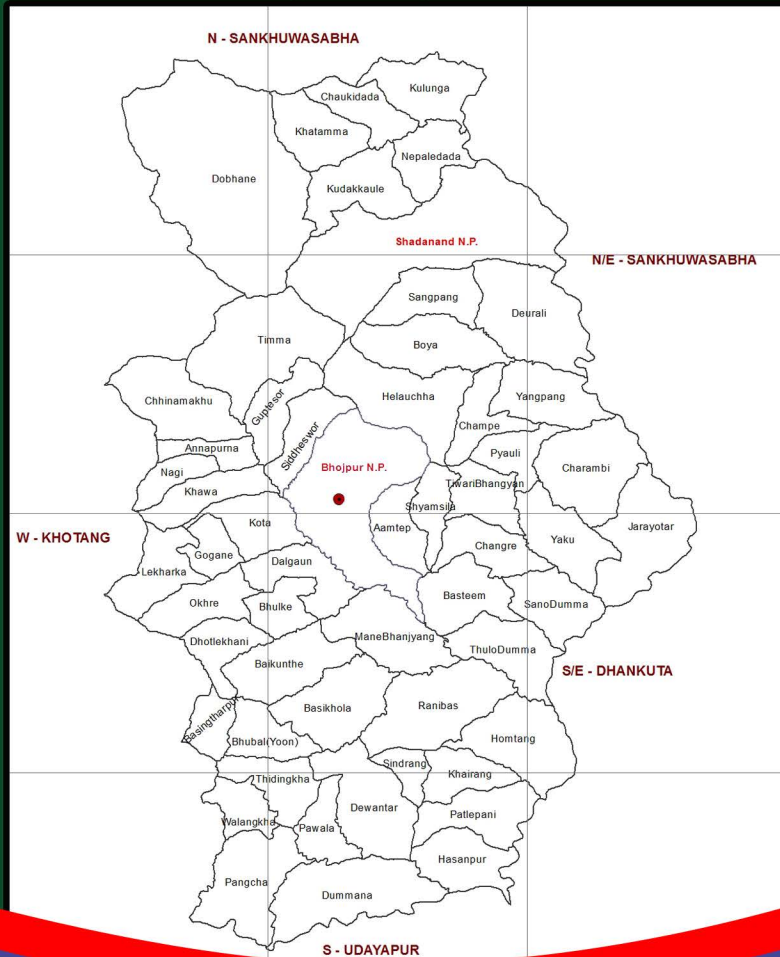 N - SANKHUWASABHA
Kulunga
Chaukidada
Khatamma
Nepaledada
Dobhane
Kudakkaule
Shadanand N.P.
N/E - SANKHUWASABHA
Sangpang
Deurali
Timma
Boya
Chhinamakhu
Guptesor
Helauchha
Yangpang
Champe
Siddheswor
Annapurna
Pyauli
Bhojpur N.P.
Charambi
Nagi
Khawa
TiwariBhangyan
Shyamsila
Kota
Aamtep
Jarayotar
W - KHOTANG
Gogane
Changre
Yaku
Dalgaun
Lekharka
Okhre
Bhulke
Basteem
SanoDumma
Dhotlekhani
ManeBhanjyang
ThuloDumma
Baikunthe
S/E - DHANKUTA
Basingtharpur
Basikhola
Ranibas
Bhubal(Yoon)
Homtang
Sindrang
Khairang
Thidingkha
Dewantar
Patlepani
Walangkha
Pawala
Hasanpur
Pangcha
Dummana
S - UDAYAPUR